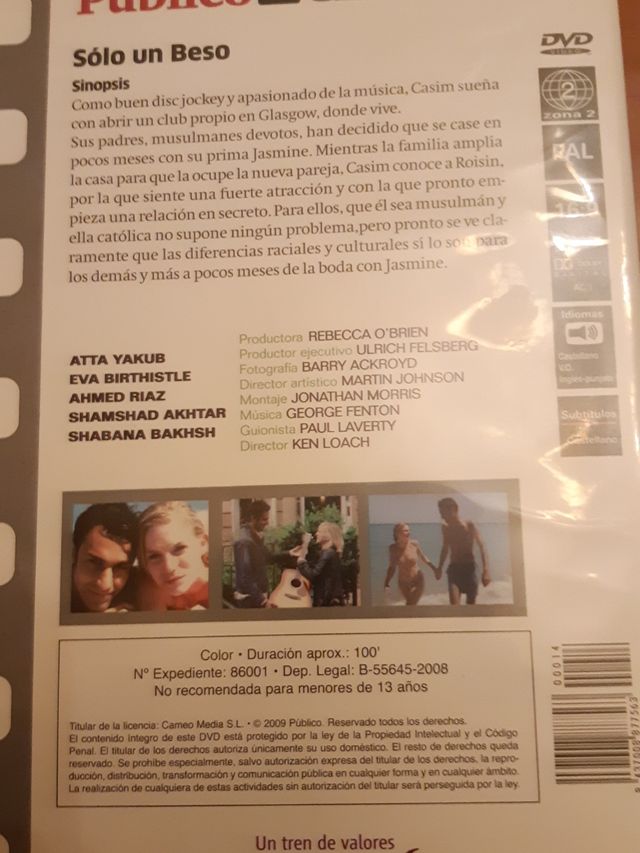 Público
Sólo un Beso
Sinopsis
Como buen disc jockey y apasionado de la música, Casim sueña
con abrir un club propio en Glasgow, donde vive.
Sus padres, musulmanes devotos, han decidido que se case en
pocos meses con su prima Jasmine. Mientras la familia amplia
la casa para que la ocupe la nueva pareja, Casim conoce a Roisin,
por la que siente una fuerte atracción y con la que pronto em-
pieza una relación en secreto. Para ellos, que él sea musulmán y
ella católica no supone ningún problema,pero pronto se ve cla-
ramente que las diferencias raciales y culturales sí lo son para
los demás y más a pocos meses de la boda con Jasmine.
ATTA YAKUB
EVA BIRTHISTLE
AHMED RIAZ
SHAMSHAD AKHTAR
SHABANA BAKHSH
Productora REBECCA O'BRIEN
Productor ejecutivo ULRICH FELSBERG
Fotografía BARRY ACKROYD
Director artístico MARTIN JOHNSON
Montaje JONATHAN MORRIS
Música GEORGE FENTON
Guionista PAUL LAVERTY
Director KEN LOACH
DVD
VIDEO
2
zona 2
PAL
Idiomas
Castellano
V.O.
Inglés-punjabi
Subtítulos
Castellano
Color • Duración aprox.: 100'
Nº Expediente: 86001 • Dep. Legal: B-55645-2008
No recomendada para menores de 13 años
Titular de la licencia: Cameo Media S.L. • © 2009 Público. Reservado todos los derechos.
El contenido íntegro de este DVD está protegido por la ley de la Propiedad Intelectual y el Código
Penal. El titular de los derechos autoriza únicamente su uso doméstico. El resto de derechos queda
reservado. Se prohíbe especialmente, salvo autorización expresa del titular de los derechos, la repro-
ducción, distribución, transformación y comunicación pública en cualquier forma y en cualquier ámbito.
La realización de cualquiera de estas actividades sin autorización del titular será perseguida por la ley.
00014
9 737008 877563
Un tren de valores